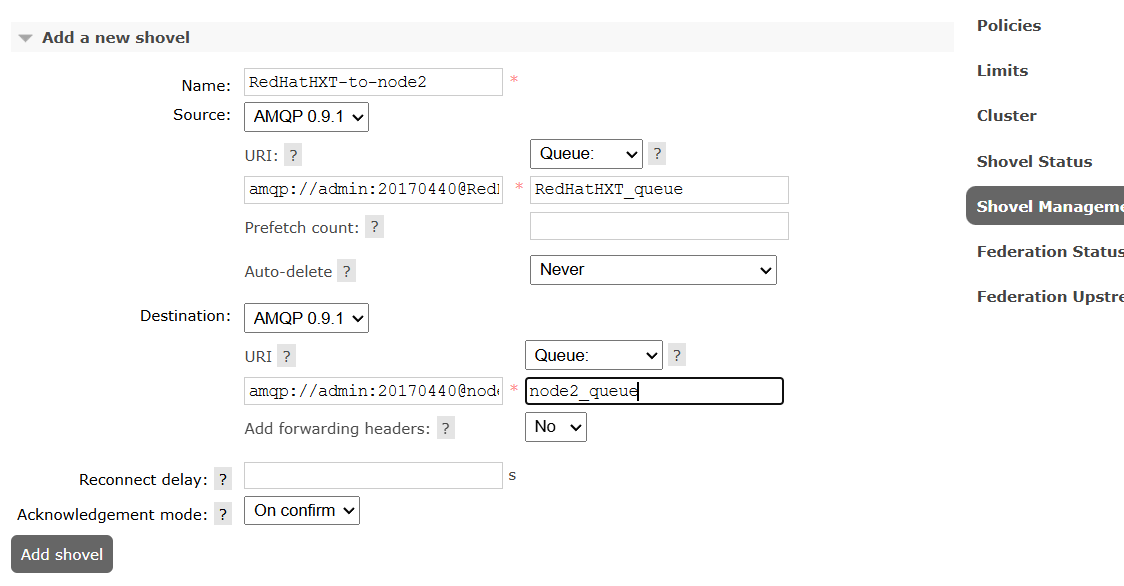 Add a new shovel
Name: RedHatHXT-to-node2 *
Source: AMQP 0.9.1
URI: ? Queue: ?
amqp://admin:20170440@Red * RedHatHXT_queue
Prefetch count: ?
Auto-delete ? Never
Destination: AMQP 0.9.1
URI ? Queue: ?
amqp://admin:20170440@node * node2_queue
Add forwarding headers: ? No
Reconnect delay: ? s
Acknowledgement mode: ? On confirm
Add shovel
Policies
Limits
Cluster
Shovel Status
Shovel Manageme
Federation Status
Federation Upstre